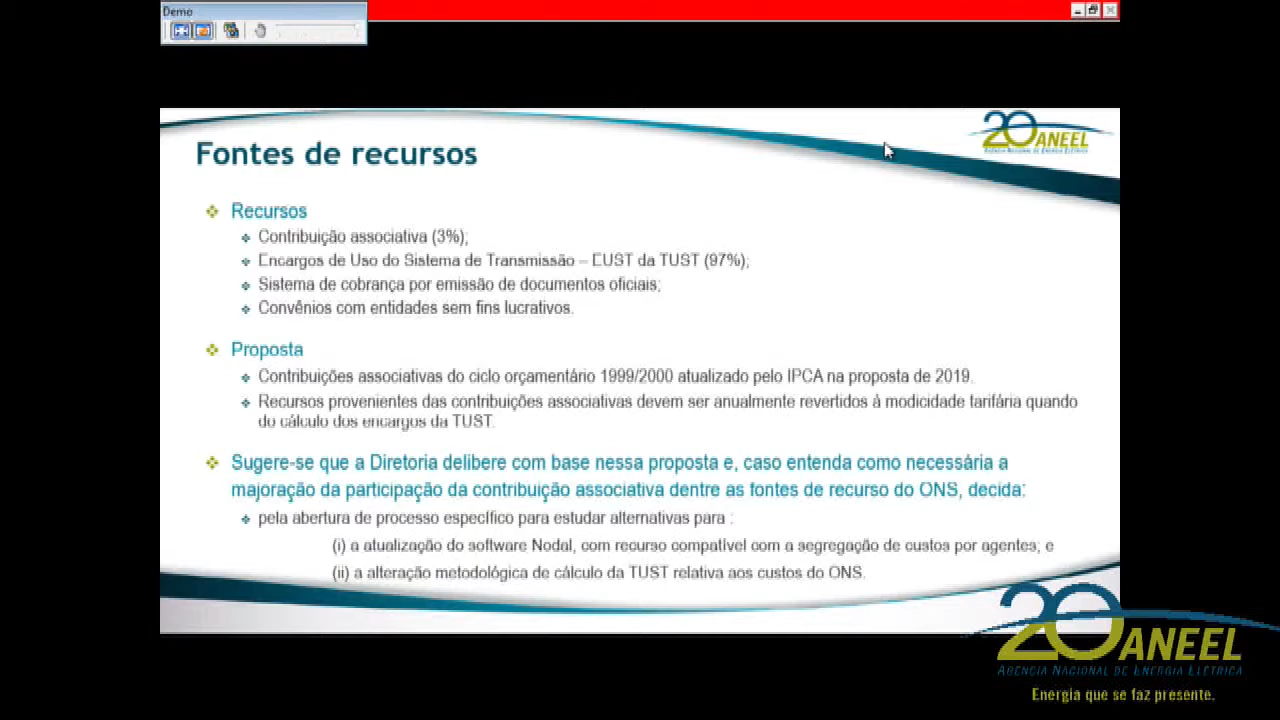 Demo
20 ANEEL
AGÊNCIA NACIONAL DE ENERGIA ELÉTRICA
Fontes de recursos
Recursos
Contribuição associativa (3%);
Encargos de Uso do Sistema de Transmissão – EUST da TUST (97%);
Sistema de cobrança por emissão de documentos oficiais;
Convênios com entidades sem fins lucrativos.
Proposta
Contribuições associativas do ciclo orçamentário 1999/2000 atualizado pelo IPCA na proposta de 2019.
Recursos provenientes das contribuições associativas devem ser anualmente revertidos à modicidade tarifária quando
do cálculo dos encargos da TUST.
Sugere-se que a Diretoria delibere com base nessa proposta e, caso entenda como necessária a
majoração da participação da contribuição associativa dentre as fontes de recurso do ONS, decida:
pela abertura de processo específico para estudar alternativas para :
(i) a atualização do software Nodal, com recurso compatível com a segregação de custos por agentes; e
(ii) a alteração metodológica de cálculo da TUST relativa aos custos do ONS.
20 ANEEL
AGÊNCIA NACIONAL DE ENERGIA ELÉTRICA
Energia que se faz presente.